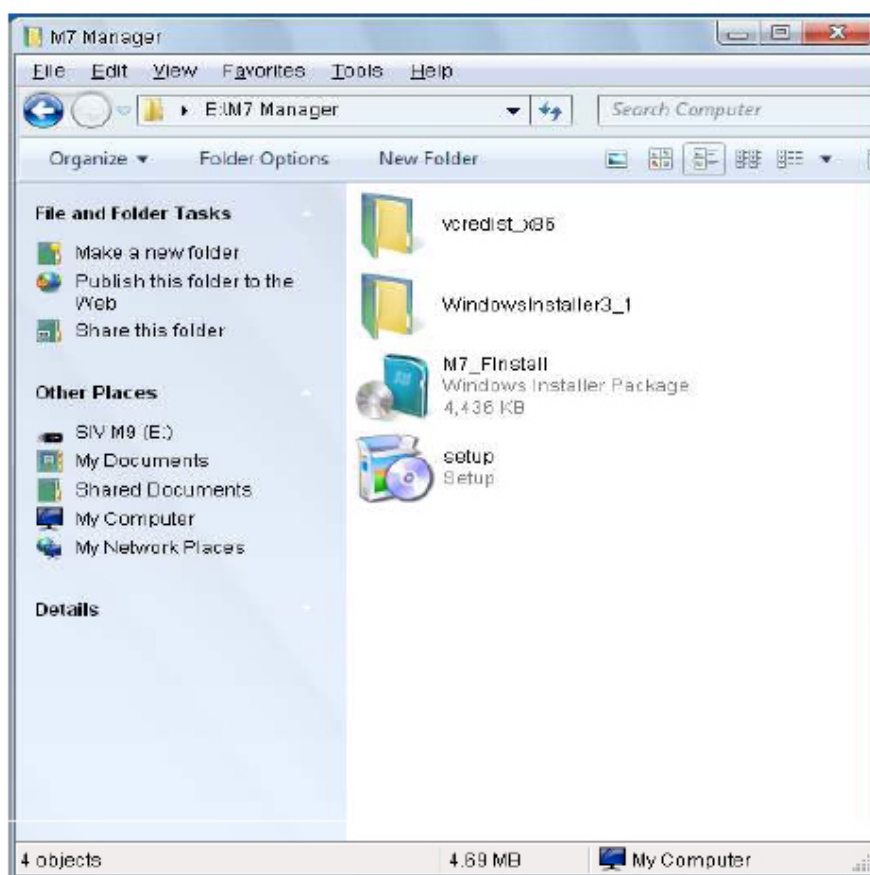 M7 Manager
File Edit View Favorites Tools Help
E:\M7 Manager
Search Computer
Organize
Folder Options
New Folder
File and Folder Tasks
Make a new folder
Publish this folder to the
Web
Share this folder
Other Places
SIV M9 (E:)
My Documents
Shared Documents
My Computer
My Network Places
Details
vcredist_x86
WindowsInstaller3_1
M7_FInstall
Windows Installer Package
4,436 KB
setup
Setup
4 objects
4.69 MB
My Computer